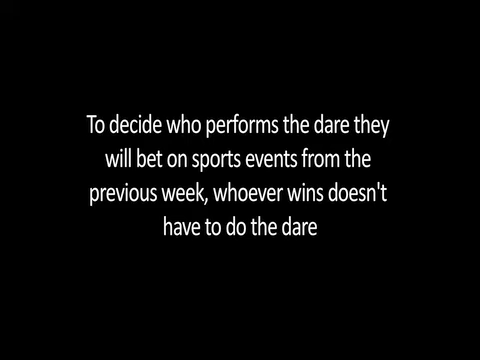 To decide who performs the dare they
will bet on sports events from the
previous week, whoever wins doesn't
have to do the dare